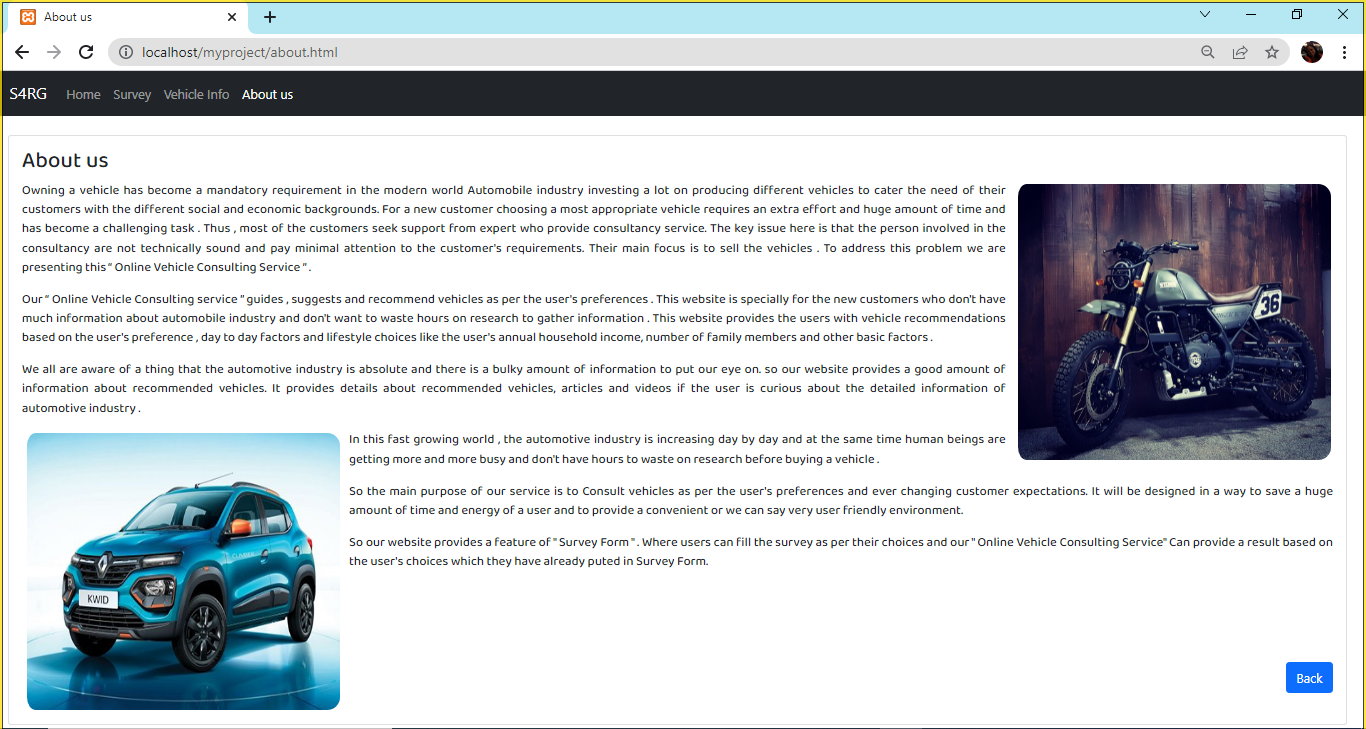 About us
localhost/myproject/about.html
S4RG Home Survey Vehicle Info About us
About us
Owning a vehicle has become a mandatory requirement in the modern world Automobile industry investing a lot on producing different vehicles to cater the need of their
customers with the different social and economic backgrounds. For a new customer choosing a most appropriate vehicle requires an extra effort and huge amount of time and
has become a challenging task . Thus , most of the customers seek support from expert who provide consultancy service. The key issue here is that the person involved in the
consultancy are not technically sound and pay minimal attention to the customer's requirements. Their main focus is to sell the vehicles . To address this problem we are
presenting this “ Online Vehicle Consulting Service ” .
Our “ Online Vehicle Consulting service ” guides , suggests and recommend vehicles as per the user's preferences . This website is specially for the new customers who don't have
much information about automobile industry and don't want to waste hours on research to gather information . This website provides the users with vehicle recommendations
based on the user's preference , day to day factors and lifestyle choices like the user's annual household income, number of family members and other basic factors .
We all are aware of a thing that the automotive industry is absolute and there is a bulky amount of information to put our eye on. so our website provides a good amount of
information about recommended vehicles. It provides details about recommended vehicles, articles and videos if the user is curious about the detailed information of
automotive industry .
36
In this fast growing world , the automotive industry is increasing day by day and at the same time human beings are
getting more and more busy and don't have hours to waste on research before buying a vehicle .
So the main purpose of our service is to Consult vehicles as per the user's preferences and ever changing customer expectations. It will be designed in a way to save a huge
amount of time and energy of a user and to provide a convenient or we can say very user friendly environment.
So our website provides a feature of " Survey Form " . Where users can fill the survey as per their choices and our " Online Vehicle Consulting Service" Can provide a result based on
the user's choices which they have already puted in Survey Form.
CLIMBER
KWID
Back